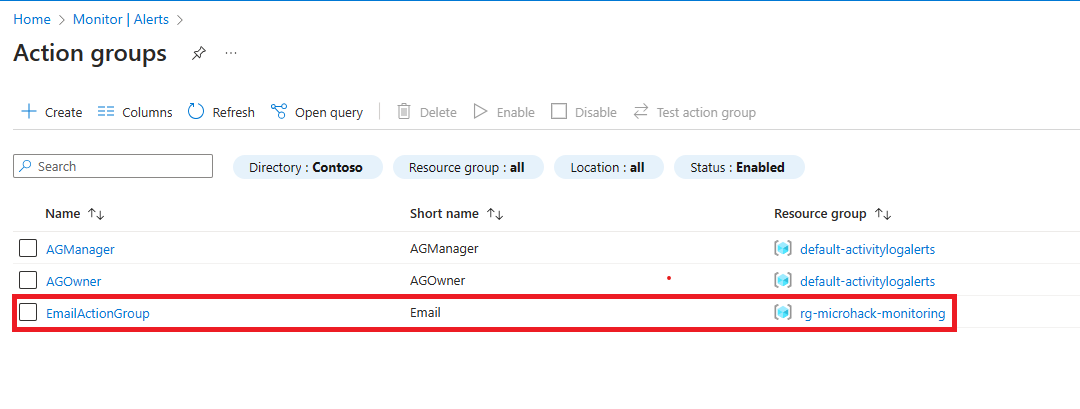 Home > Monitor | Alerts >
Action groups
Create Columns Refresh Open query Delete Enable Disable Test action group
Search Directory : Contoso Resource group : all Location : all Status : Enabled
Name Short name Resource group
AGManager AGManager default-activitylogalerts
AGOwner AGOwner default-activitylogalerts
EmailActionGroup Email rg-microhack-monitoring